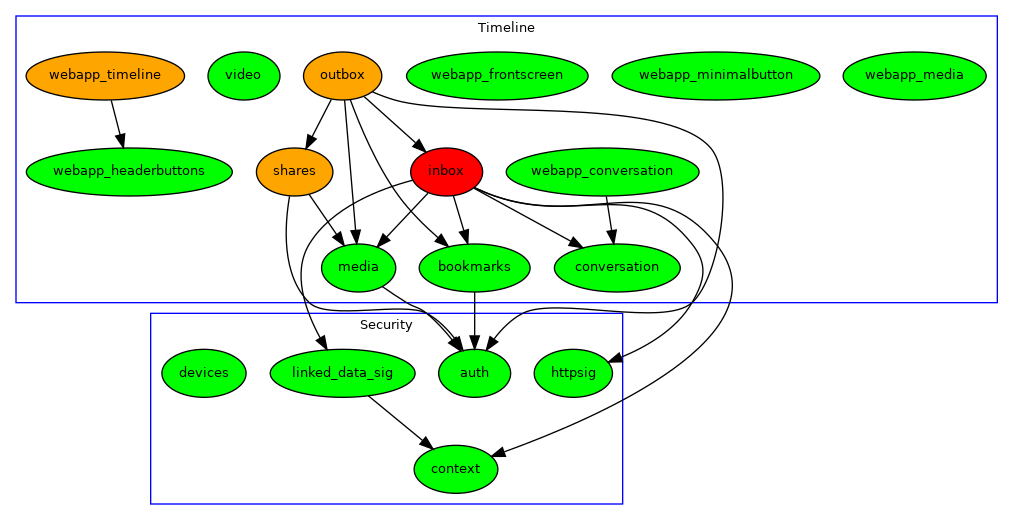 Timeline
webapp_timeline
video
outbox
webapp_frontscreen
webapp_minimalbutton
webapp_media
webapp_headerbuttons
shares
inbox
webapp_conversation
media
bookmarks
conversation
Security
devices
linked_data_sig
auth
httpsig
context